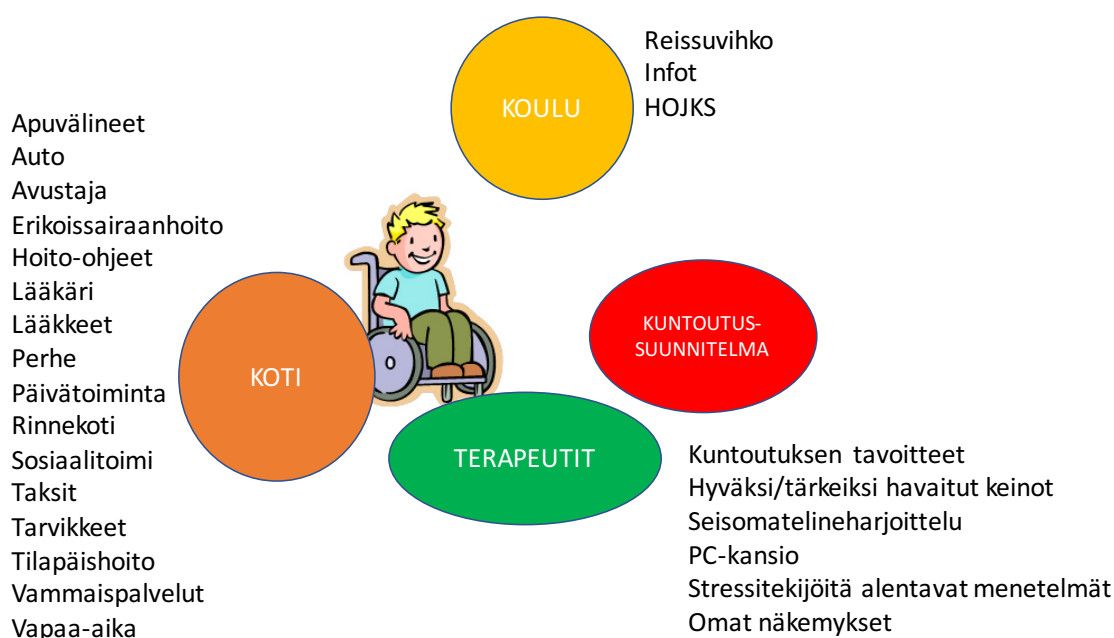 KOULU
Reissuvihko
Infot
HOJKS
Apuvälineet
Auto
Avustaja
Erikoissairaanhoito
Hoito-ohjeet
Lääkäri
Lääkkeet
Perhe
Päivätoiminta
Rinnekoti
Sosiaalitoimi
Taksit
Tarvikkeet
Tilapäishoito
Vammaispalvelut
Vapaa-aika
KOTI
KUNTOUTUS-
SUUNNITELMA
TERAPEUTIT
Kuntoutuksen tavoitteet
Hyväksi/tärkeiksi havaitut keinot
Seisomatelineharjoittelu
PC-kansio
Stressitekijöitä alentavat menetelmät
Omat näkemykset